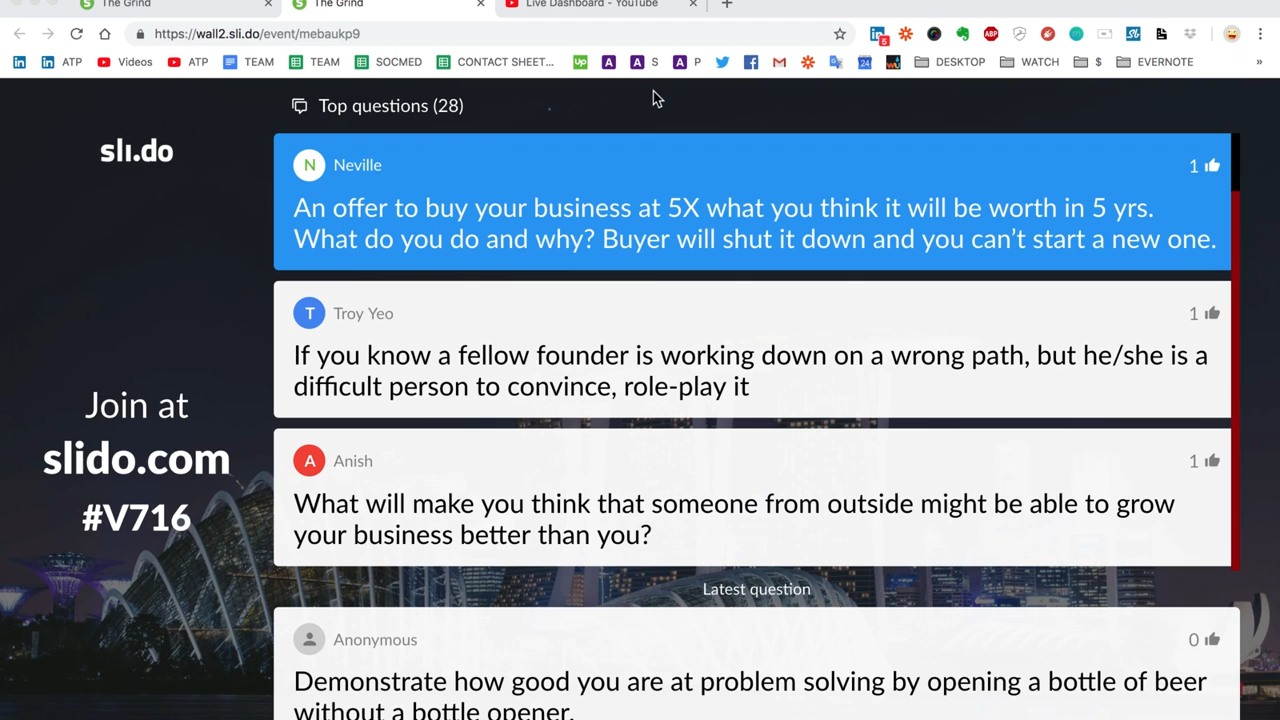 The Grind
The Grind
Live Dashboard - YouTube
https://wall2.sli.do/event/mebaukp9
5
ABP
ATP
Videos
ATP
TEAM
TEAM
SOCMED
CONTACT SHEET...
up
A
A S
A P
24
DESKTOP
WATCH
$
EVERNOTE
»
Top questions (28)
sli.do
N Neville 1
An offer to buy your business at 5X what you think it will be worth in 5 yrs.
What do you do and why? Buyer will shut it down and you can’t start a new one.
T Troy Yeo 1
If you know a fellow founder is working down on a wrong path, but he/she is a
difficult person to convince, role-play it
Join at
slido.com
#V716
A Anish 1
What will make you think that someone from outside might be able to grow
your business better than you?
Latest question
Anonymous 0
Demonstrate how good you are at problem solving by opening a bottle of beer
without a bottle opener.